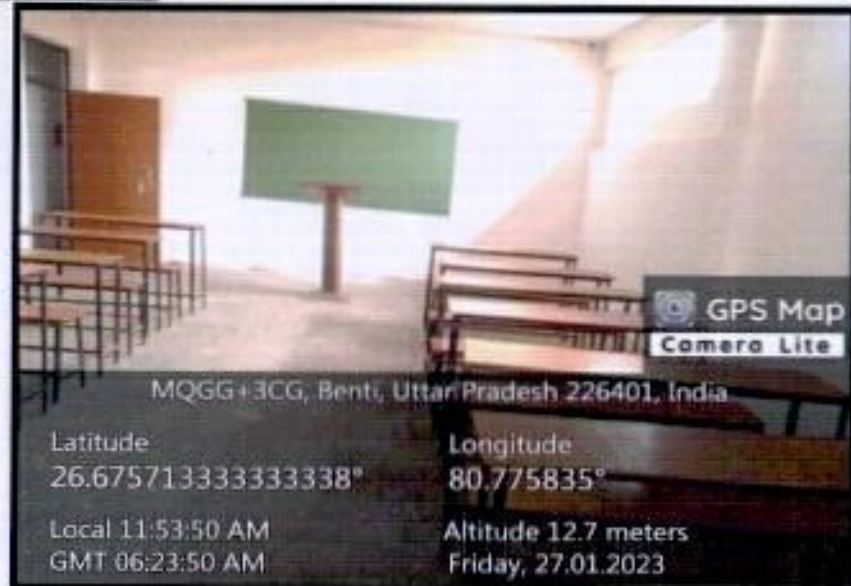 GPS Map
Camera Lite
MQGG+3CG, Benti, Uttar Pradesh 226401, India
Latitude
26.675713333333338°
Longitude
80.775835°
Local 11:53:50 AM
GMT 06:23:50 AM
Altitude 12.7 meters
Friday, 27.01.2023